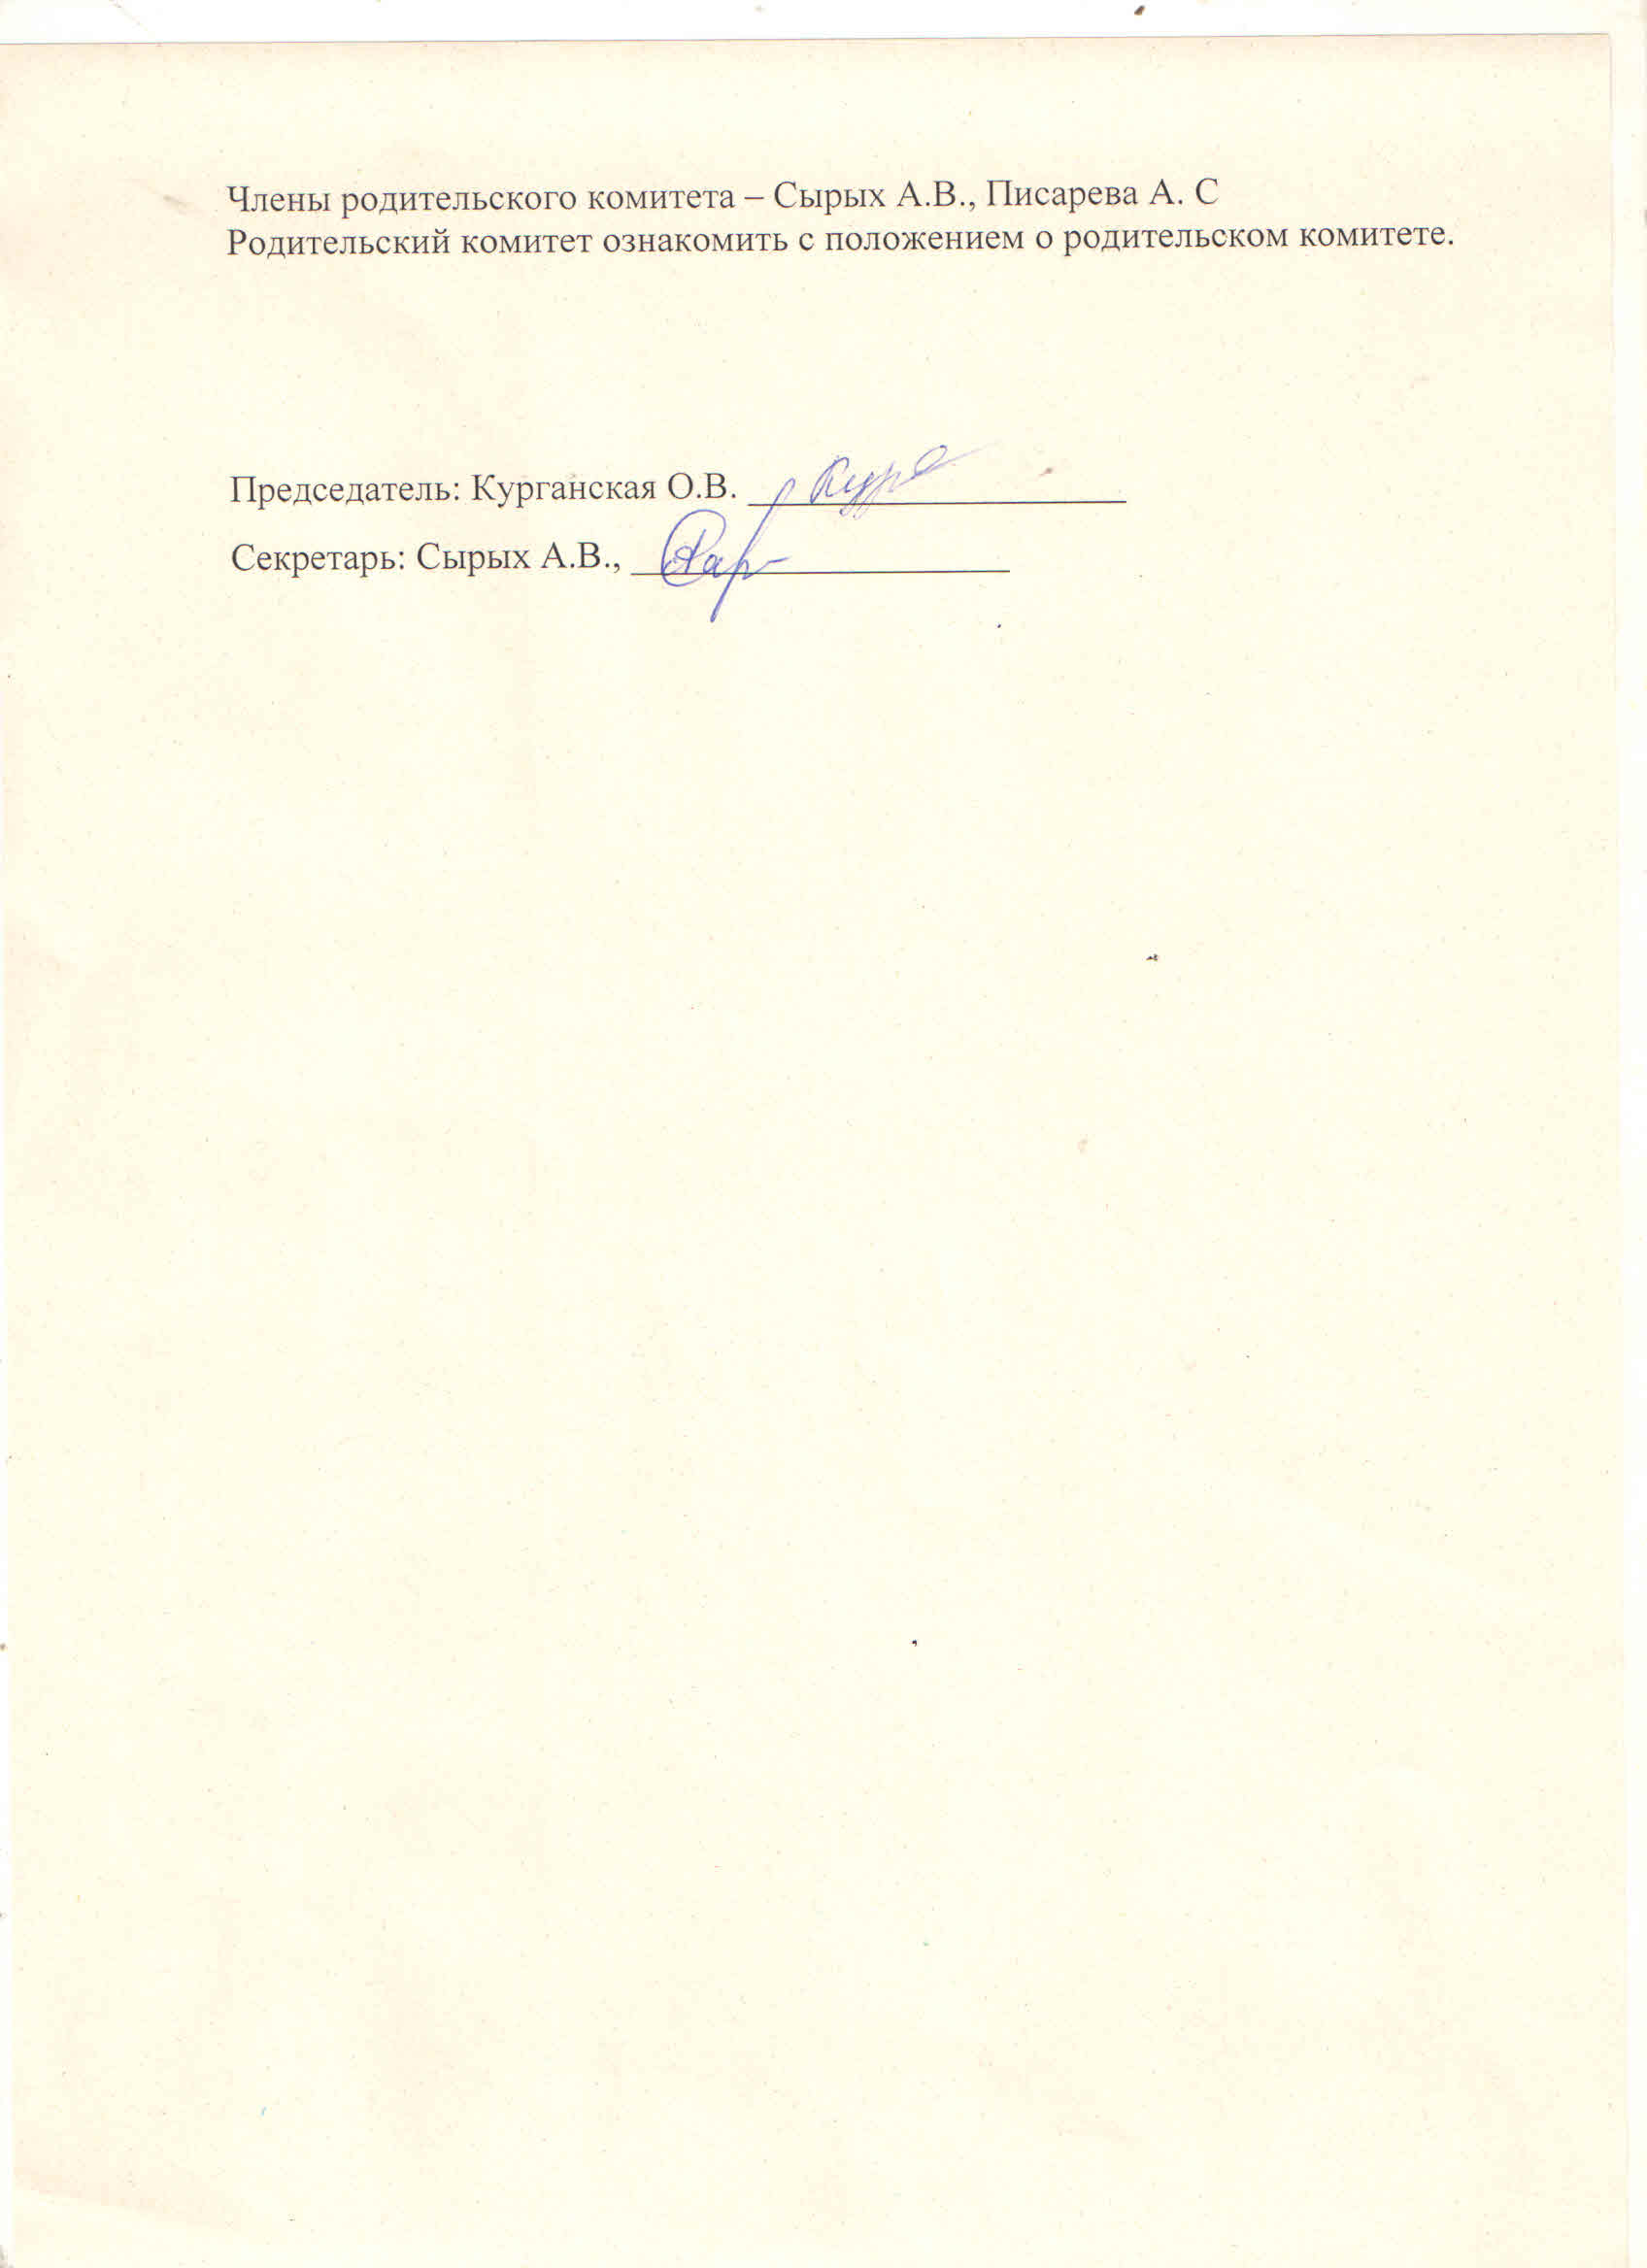 Члены родительского комитета – Сырых А.В., Писарева А. С
Родительский комитет ознакомить с положением о родительском комитете.
Председатель: Курганская О.В.
Секретарь: Сырых А.В.,